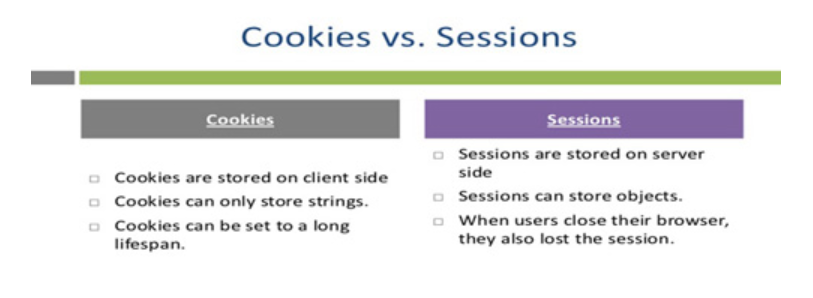 Cookies vs. Sessions
Cookies
Cookies are stored on client side
Cookies can only store strings.
Cookies can be set to a long
lifespan.
Sessions
Sessions are stored on server
side
Sessions can store objects.
When users close their browser,
they also lost the session.